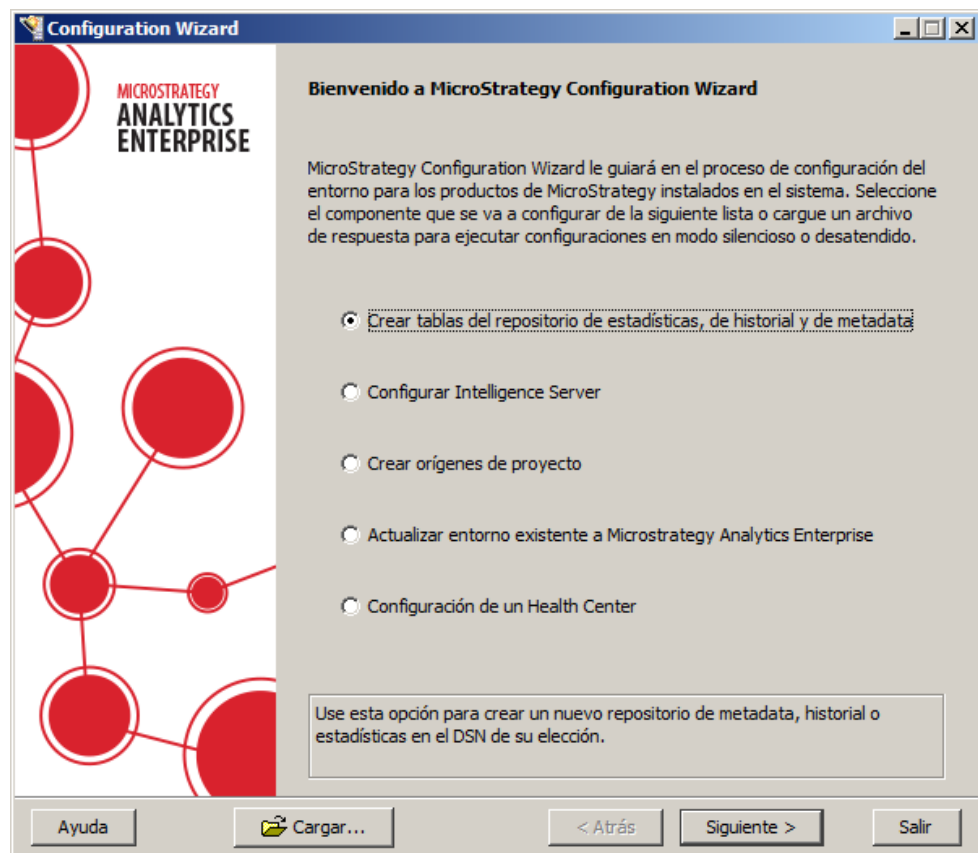 Configuration Wizard
MICROSTRATEGY
ANALYTICS
ENTERPRISE
Bienvenido a MicroStrategy Configuration Wizard
MicroStrategy Configuration Wizard le guiará en el proceso de configuración del
entorno para los productos de MicroStrategy instalados en el sistema. Seleccione
el componente que se va a configurar de la siguiente lista o cargue un archivo
de respuesta para ejecutar configuraciones en modo silencioso o desatendido.
Crear tablas del repositorio de estadísticas, de historial y de metadata
Configurar Intelligence Server
Crear orígenes de proyecto
Actualizar entorno existente a Microstrategy Analytics Enterprise
Configuración de un Health Center
Use esta opción para crear un nuevo repositorio de metadata, historial o
estadísticas en el DSN de su elección.
Ayuda Cargar... < Atrás Siguiente > Salir